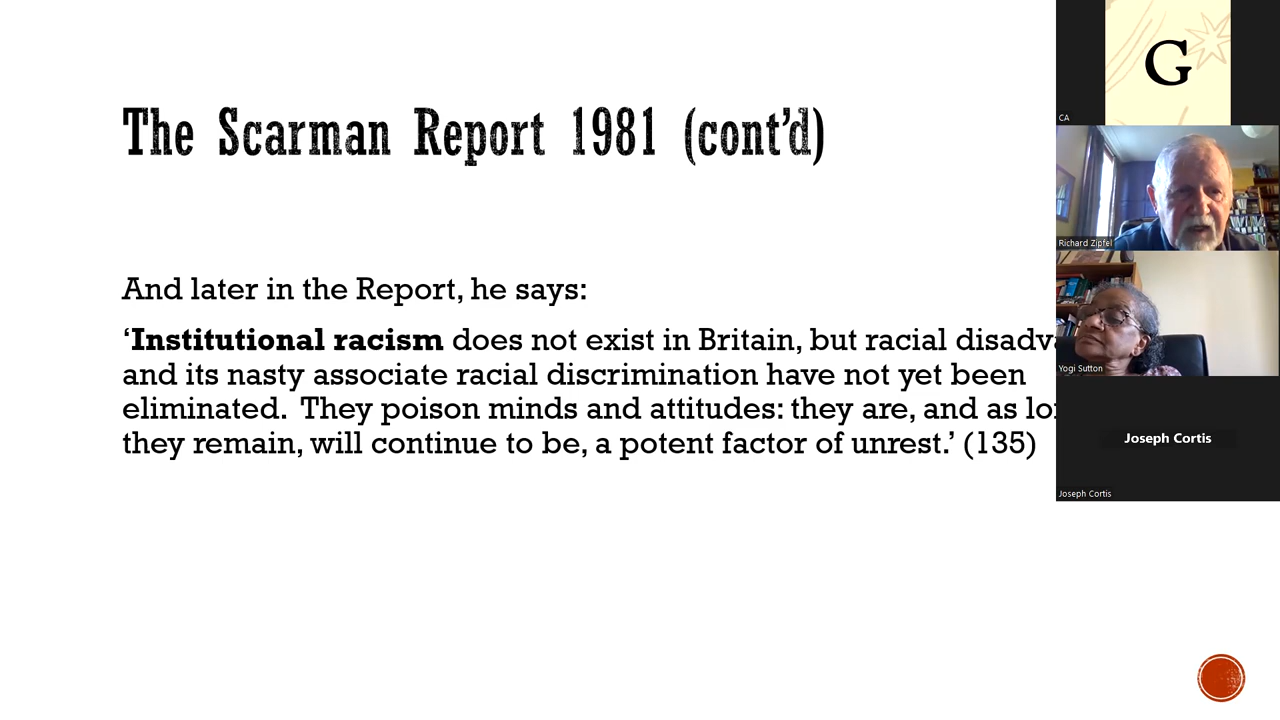 The Scarman Report 1981 (cont’d)
And later in the Report, he says:
‘Institutional racism does not exist in Britain, but racial
and its nasty associate racial discrimination have not yet been
eliminated. They poison minds and attitudes: they are, and as
they remain, will continue to be, a potent factor of unrest.’ (135)
G
CA
Richard Zipfel
Yogi Sutton
Joseph Cortis
Joseph Cortis